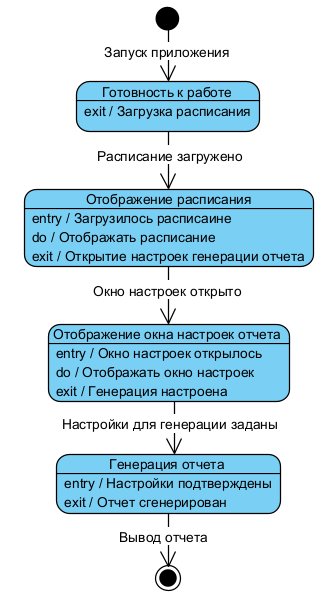 Запуск приложения
Готовность к работе
exit / Загрузка расписания
Расписание загружено
Отображение расписания
entry / Загрузилось расписаине
do / Отображать расписание
exit / Открытие настроек генерации отчета
Окно настроек открыто
Отображение окна настроек отчета
entry / Окно настроек открылось
do / Отображать окно настроек
exit / Генерация настроена
Настройки для генерации заданы
Генерация отчета
entry / Настройки подтверждены
exit / Отчет сгенерирован
Вывод отчета